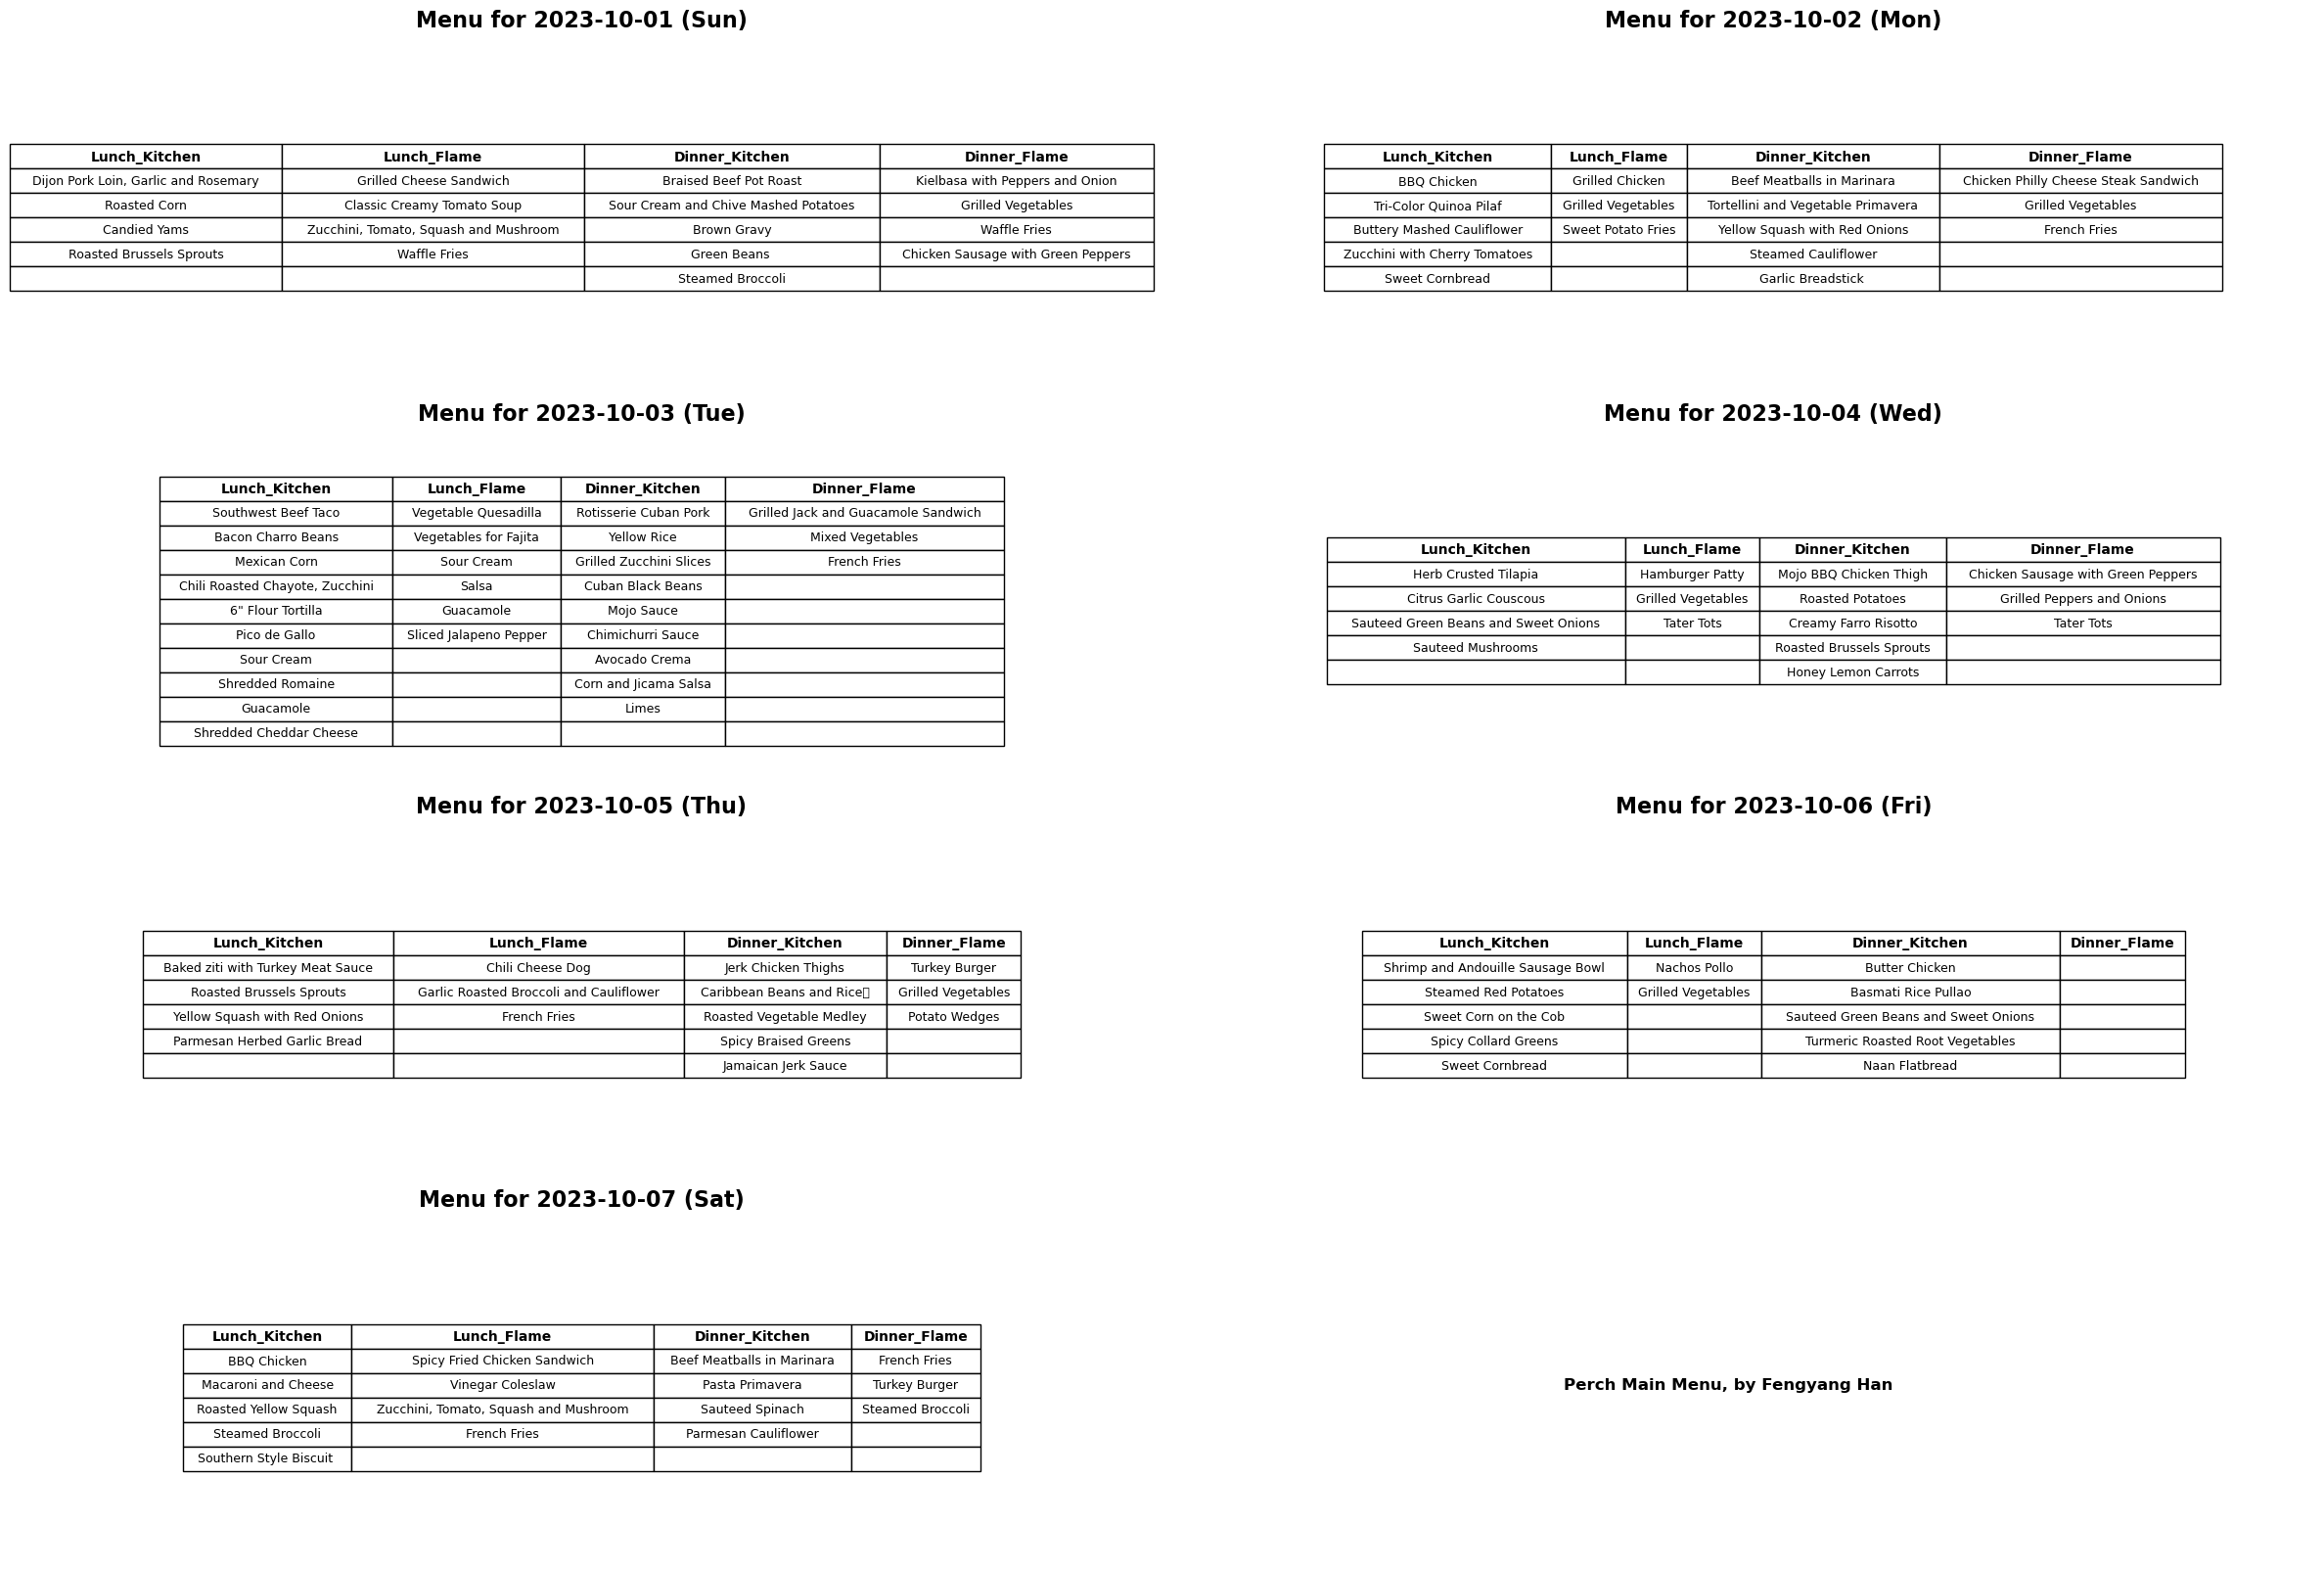 Menu for 2023-10-01 (Sun)
Lunch_Kitchen Lunch_Flame Dinner_Kitchen Dinner_Flame
Dijon Pork Loin, Garlic and Rosemary Grilled Cheese Sandwich Braised Beef Pot Roast Kielbasa with Peppers and Onion
Roasted Corn Classic Creamy Tomato Soup Sour Cream and Chive Mashed Potatoes Grilled Vegetables
Candied Yams Zucchini, Tomato, Squash and Mushroom Brown Gravy Waffle Fries
Roasted Brussels Sprouts Waffle Fries Green Beans Chicken Sausage with Green Peppers
Steamed Broccoli
Menu for 2023-10-02 (Mon)
Lunch_Kitchen Lunch_Flame Dinner_Kitchen Dinner_Flame
BBQ Chicken Grilled Chicken Beef Meatballs in Marinara Chicken Philly Cheese Steak Sandwich
Tri-Color Quinoa Pilaf Grilled Vegetables Tortellini and Vegetable Primavera Grilled Vegetables
Buttery Mashed Cauliflower Sweet Potato Fries Yellow Squash with Red Onions French Fries
Zucchini with Cherry Tomatoes Steamed Cauliflower
Sweet Cornbread Garlic Breadstick
Menu for 2023-10-03 (Tue)
Lunch_Kitchen Lunch_Flame Dinner_Kitchen Dinner_Flame
Southwest Beef Taco Vegetable Quesadilla Rotisserie Cuban Pork Grilled Jack and Guacamole Sandwich
Bacon Charro Beans Vegetables for Fajita Yellow Rice Mixed Vegetables
Mexican Corn Sour Cream Grilled Zucchini Slices French Fries
Chili Roasted Chayote, Zucchini Salsa Cuban Black Beans
6" Flour Tortilla Guacamole Mojo Sauce
Pico de Gallo Sliced Jalapeno Pepper Chimichurri Sauce
Sour Cream Avocado Crema
Shredded Romaine Corn and Jicama Salsa
Guacamole Limes
Shredded Cheddar Cheese
Menu for 2023-10-04 (Wed)
Lunch_Kitchen Lunch_Flame Dinner_Kitchen Dinner_Flame
Herb Crusted Tilapia Hamburger Patty Mojo BBQ Chicken Thigh Chicken Sausage with Green Peppers
Citrus Garlic Couscous Grilled Vegetables Roasted Potatoes Grilled Peppers and Onions
Sauteed Green Beans and Sweet Onions Tater Tots Creamy Farro Risotto Tater Tots
Sauteed Mushrooms Roasted Brussels Sprouts
Honey Lemon Carrots
Menu for 2023-10-05 (Thu)
Lunch_Kitchen Lunch_Flame Dinner_Kitchen Dinner_Flame
Baked ziti with Turkey Meat Sauce Chili Cheese Dog Jerk Chicken Thighs Turkey Burger
Roasted Brussels Sprouts Garlic Roasted Broccoli and Cauliflower Caribbean Beans and Rice Grilled Vegetables
Yellow Squash with Red Onions French Fries Roasted Vegetable Medley Potato Wedges
Parmesan Herbed Garlic Bread Spicy Braised Greens
Jamaican Jerk Sauce
Menu for 2023-10-06 (Fri)
Lunch_Kitchen Lunch_Flame Dinner_Kitchen Dinner_Flame
Shrimp and Andouille Sausage Bowl Nachos Pollo Butter Chicken
Steamed Red Potatoes Grilled Vegetables Basmati Rice Pullao
Sweet Corn on the Cob Sauteed Green Beans and Sweet Onions
Spicy Collard Greens Turmeric Roasted Root Vegetables
Sweet Cornbread Naan Flatbread
Menu for 2023-10-07 (Sat)
Lunch_Kitchen Lunch_Flame Dinner_Kitchen Dinner_Flame
BBQ Chicken Spicy Fried Chicken Sandwich Beef Meatballs in Marinara French Fries
Macaroni and Cheese Vinegar Coleslaw Pasta Primavera Turkey Burger
Roasted Yellow Squash Zucchini, Tomato, Squash and Mushroom Sauteed Spinach Steamed Broccoli
Steamed Broccoli French Fries Parmesan Cauliflower
Southern Style Biscuit
Perch Main Menu, by Fengyang Han